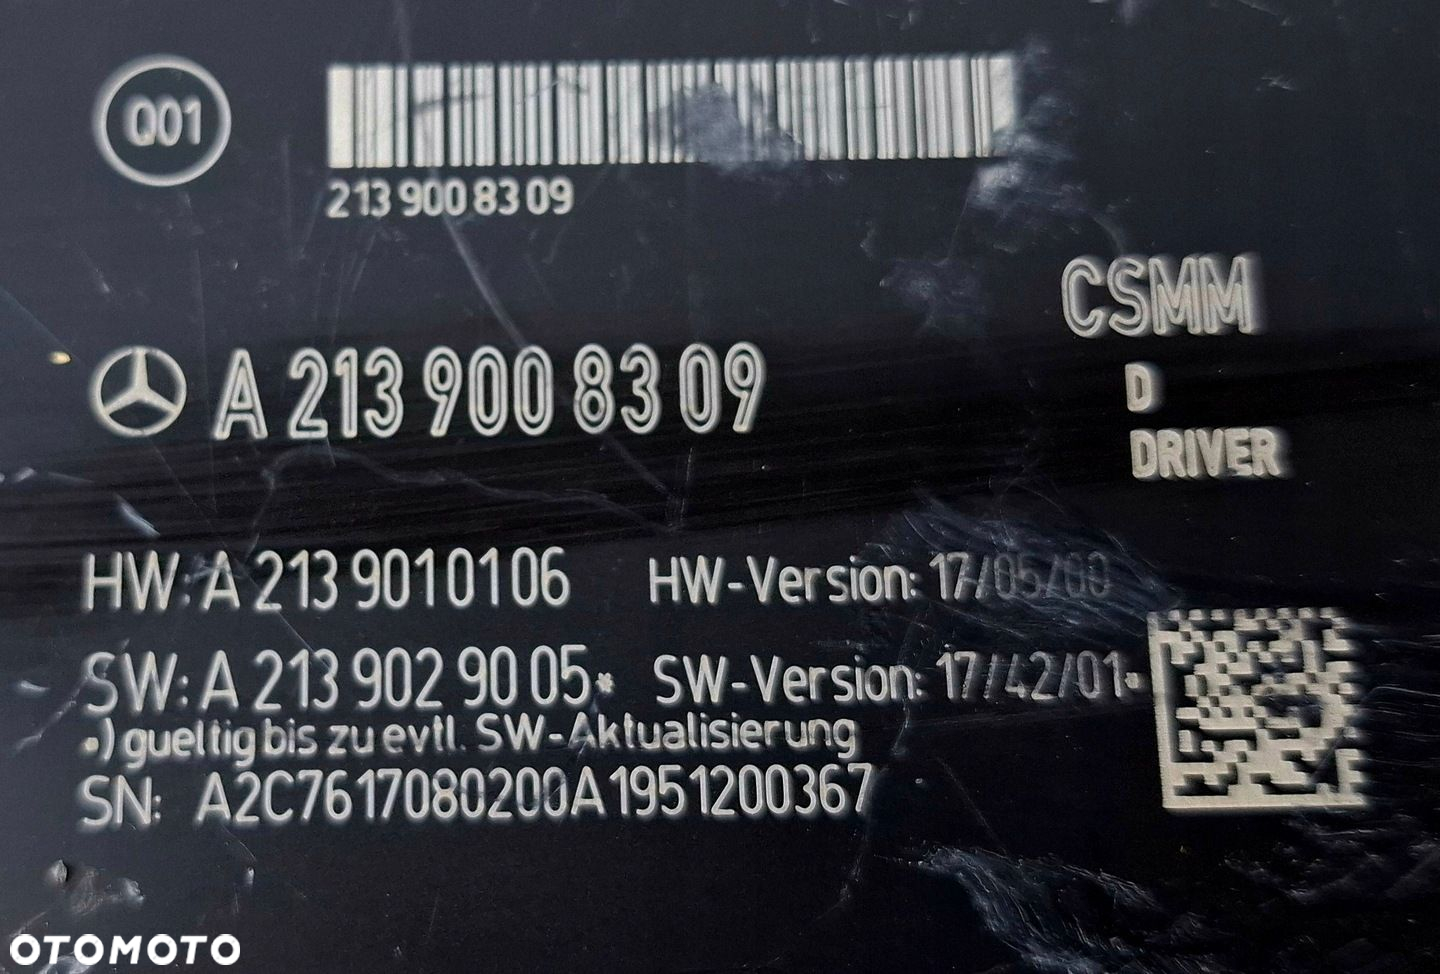 Q01
213 900 83 09
A 213 900 83 09
CSMM
D
DRIVER
HW: A 213 901 01 06 HW-Version: 17/05/00
SW: A 213 902 90 05* SW-Version: 17/42/01*
*) gueltig bis zu evtl. SW-Aktualisierung
SN: A2C7617080200A1951200367
OTOMOTO